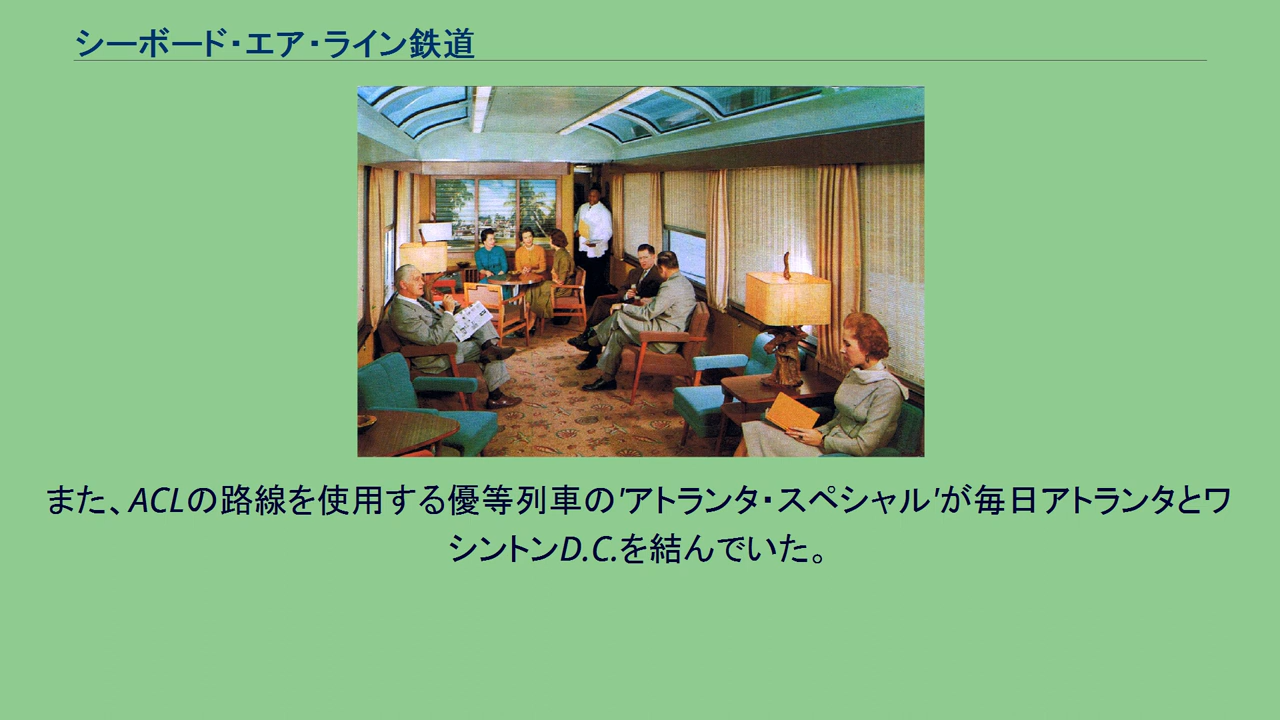 シーボード・エア・ライン鉄道
また、ACLの路線を使用する優等列車の'アトランタ・スペシャル'が毎日アトランタとワ
シントンD.C.を結んでいた。